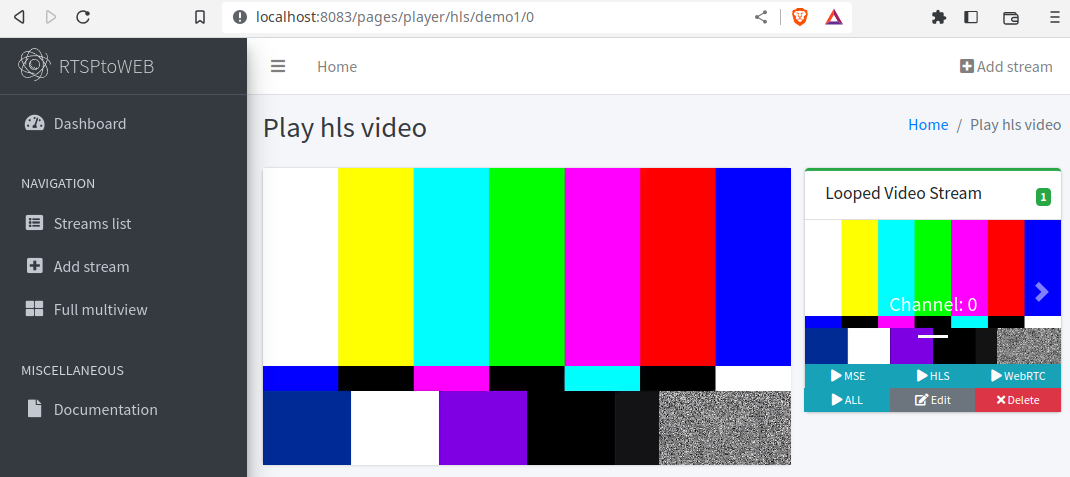 localhost:8083/pages/player/hls/demo1/0
RTSPtoWEB
Home
Add stream
Dashboard
Play hls video
Home / Play hls video
NAVIGATION
Streams list
Add stream
Full multiview
MISCELLANEOUS
Documentation
Looped Video Stream
1
Channel: 0
MSE HLS WebRTC
ALL Edit Delete